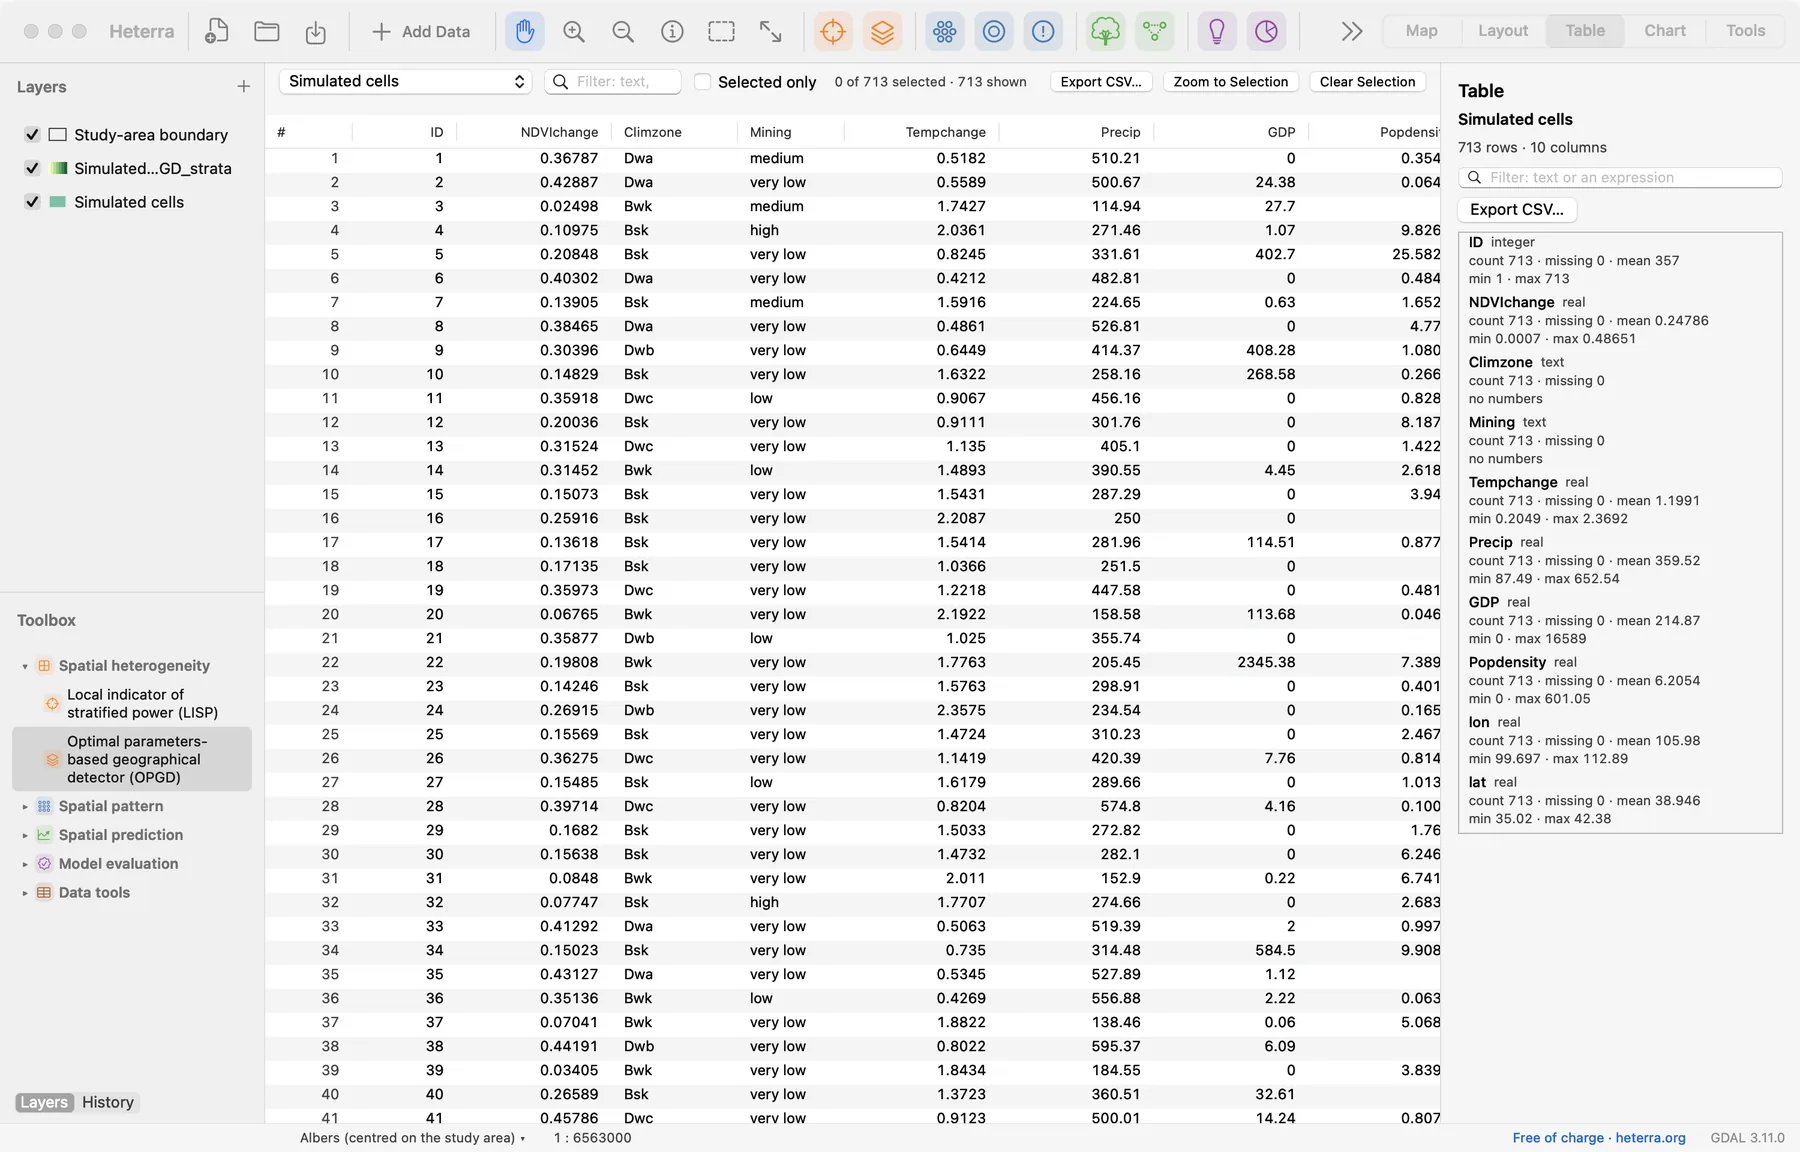 Heterra
Add Data
Map Layout Table Chart Tools
Layers
Study-area boundary
Simulated...GD_strata
Simulated cells
Toolbox
Spatial heterogeneity
Local indicator of
stratified power (LISP)
Optimal parameters-
based geographical
detector (OPGD)
Spatial pattern
Spatial prediction
Model evaluation
Data tools
Layers History
Simulated cells Filter: text, Selected only 0 of 713 selected · 713 shown Export CSV... Zoom to Selection Clear Selection
# ID NDVIchange Climzone Mining Tempchange Precip GDP Popdensi
1 1 0.36787 Dwa medium 0.5182 510.21 0 0.354
2 2 0.42887 Dwa very low 0.5589 500.67 24.38 0.064
3 3 0.02498 Bwk medium 1.7427 114.94 27.7
4 4 0.10975 Bsk high 2.0361 271.46 1.07 9.826
5 5 0.20848 Bsk very low 0.8245 331.61 402.7 25.582
6 6 0.40302 Dwa very low 0.4212 482.81 0 0.484
7 7 0.13905 Bsk medium 1.5916 224.65 0.63 1.652
8 8 0.38465 Dwa very low 0.4861 526.81 0 4.77
9 9 0.30396 Dwb very low 0.6449 414.37 408.28 1.080
10 10 0.14829 Bsk very low 1.6322 258.16 268.58 0.266
11 11 0.35918 Dwc low 0.9067 456.16 0 0.828
12 12 0.20036 Bsk very low 0.9111 301.76 0 8.187
13 13 0.31524 Dwc very low 1.135 405.1 0 1.422
14 14 0.31452 Bwk low 1.4893 390.55 4.45 2.618
15 15 0.15073 Bsk very low 1.5431 287.29 0 3.94
16 16 0.25916 Bsk very low 2.2087 250 0
17 17 0.13618 Bsk very low 1.5414 281.96 114.51 0.877
18 18 0.17135 Bsk very low 1.0366 251.5 0
19 19 0.35973 Dwc very low 1.2218 447.58 0 0.481
20 20 0.06765 Bwk very low 2.1922 158.58 113.68 0.046
21 21 0.35877 Dwb low 1.025 355.74 0
22 22 0.19808 Bwk very low 1.7763 205.45 2345.38 7.389
23 23 0.14246 Bsk very low 1.5763 298.91 0 0.401
24 24 0.26915 Dwb very low 2.3575 234.54 0 0.165
25 25 0.15569 Bsk very low 1.4724 310.23 0 2.467
26 26 0.36275 Dwc very low 1.1419 420.39 7.76 0.814
27 27 0.15485 Bsk low 1.6179 289.66 0 1.013
28 28 0.39714 Dwc very low 0.8204 574.8 4.16 0.100
29 29 0.1682 Bsk very low 1.5033 272.82 0 1.76
30 30 0.15638 Bsk very low 1.4732 282.1 0 6.246
31 31 0.0848 Bwk very low 2.011 152.9 0.22 6.741
32 32 0.07747 Bsk high 1.7707 274.66 0 2.683
33 33 0.41292 Dwa very low 0.5063 519.39 2 0.997
34 34 0.15023 Bsk very low 0.735 314.48 584.5 9.908
35 35 0.43127 Dwa very low 0.5345 527.89 1.12
36 36 0.35136 Bwk low 0.4269 556.88 2.22 0.063
37 37 0.07041 Bwk very low 1.8822 138.46 0.06 5.068
38 38 0.44191 Dwb very low 0.8022 595.37 6.09
39 39 0.03405 Bwk very low 1.8434 184.55 0 3.839
40 40 0.26589 Bsk very low 1.3723 360.51 32.61
41 41 0.45786 Dwc very low 0.9123 500.01 14.24 0.807
Table
Simulated cells
713 rows · 10 columns
Filter: text or an expression
Export CSV...
ID integer
count 713 · missing 0 · mean 357
min 1 · max 713
NDVIchange real
count 713 · missing 0 · mean 0.24786
min 0.0007 · max 0.48651
Climzone text
count 713 · missing 0
no numbers
Mining text
count 713 · missing 0
no numbers
Tempchange real
count 713 · missing 0 · mean 1.1991
min 0.2049 · max 2.3692
Precip real
count 713 · missing 0 · mean 359.52
min 87.49 · max 652.54
GDP real
count 713 · missing 0 · mean 214.87
min 0 · max 16589
Popdensity real
count 713 · missing 0 · mean 6.2054
min 0 · max 601.05
lon real
count 713 · missing 0 · mean 105.98
min 99.697 · max 112.89
lat real
count 713 · missing 0 · mean 38.946
min 35.02 · max 42.38
Albers (centred on the study area) 1 : 6563000
Free of charge · heterra.org GDAL 3.11.0